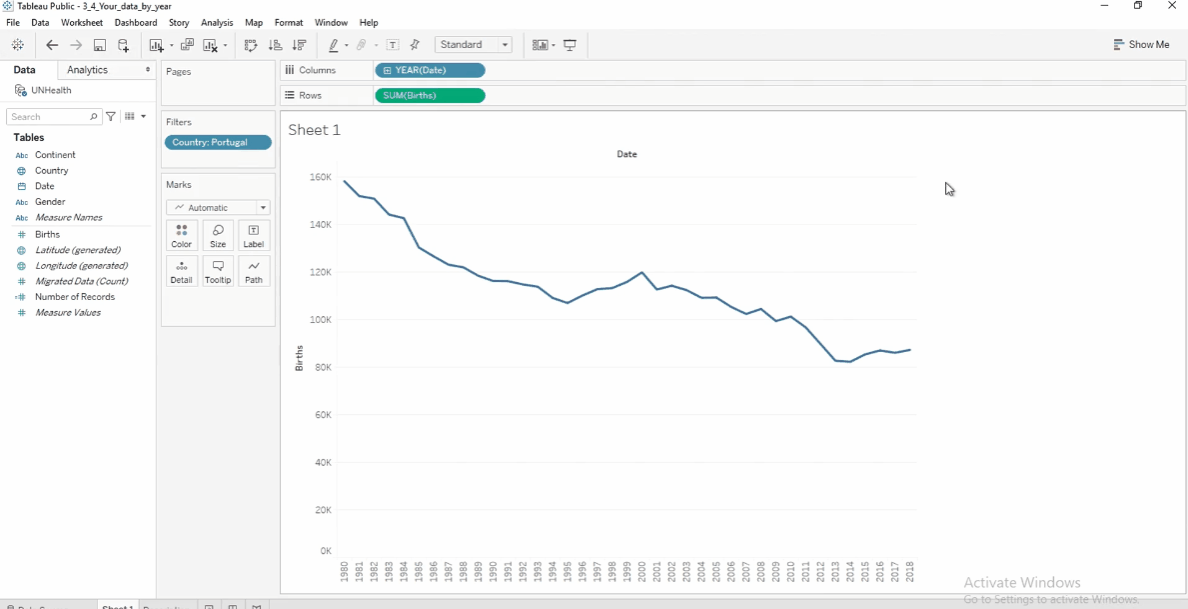 Tableau Public - 3_4_Your_data_by_year
File Data Worksheet Dashboard Story Analysis Map Format Window Help
Standard
Show Me
Data Analytics
UNHealth
Search
Tables
Abc Continent
Country
Date
Abc Gender
Abc Measure Names
# Births
Latitude (generated)
Longitude (generated)
# Migrated Data (Count)
=# Number of Records
# Measure Values
Pages
Filters
Country: Portugal
Marks
Automatic
Color Size Label
Detail Tooltip Path
Columns YEAR(Date)
Rows SUM(Births)
Sheet 1
Date
Births
160K
140K
120K
100K
80K
60K
40K
20K
0K
1980 1981 1982 1983 1984 1985 1986 1987 1988 1989 1990 1991 1992 1993 1994 1995 1996 1997 1998 1999 2000 2001 2002 2003 2004 2005 2006 2007 2008 2009 2010 2011 2012 2013 2014 2015 2016 2017 2018
Activate Windows
Go to Settings to activate Windows.
Sheet 1